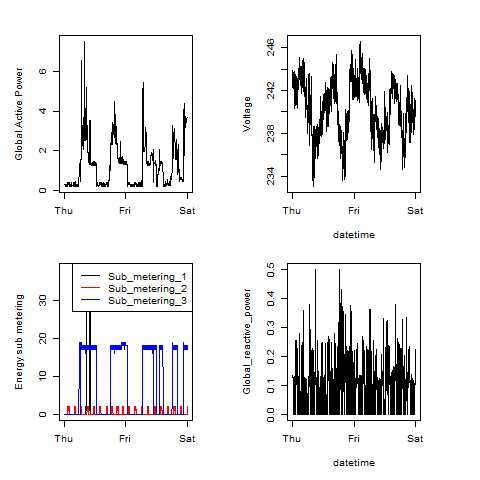 Global Active Power
0 2 4 6
Thu Fri Sat
Voltage
234 238 242 246
Thu Fri Sat
datetime
Energy sub metering
0 10 20 30
Sub_metering_1
Sub_metering_2
Sub_metering_3
Thu Fri Sat
Global_reactive_power
0.0 0.1 0.2 0.3 0.4 0.5
Thu Fri Sat
datetime